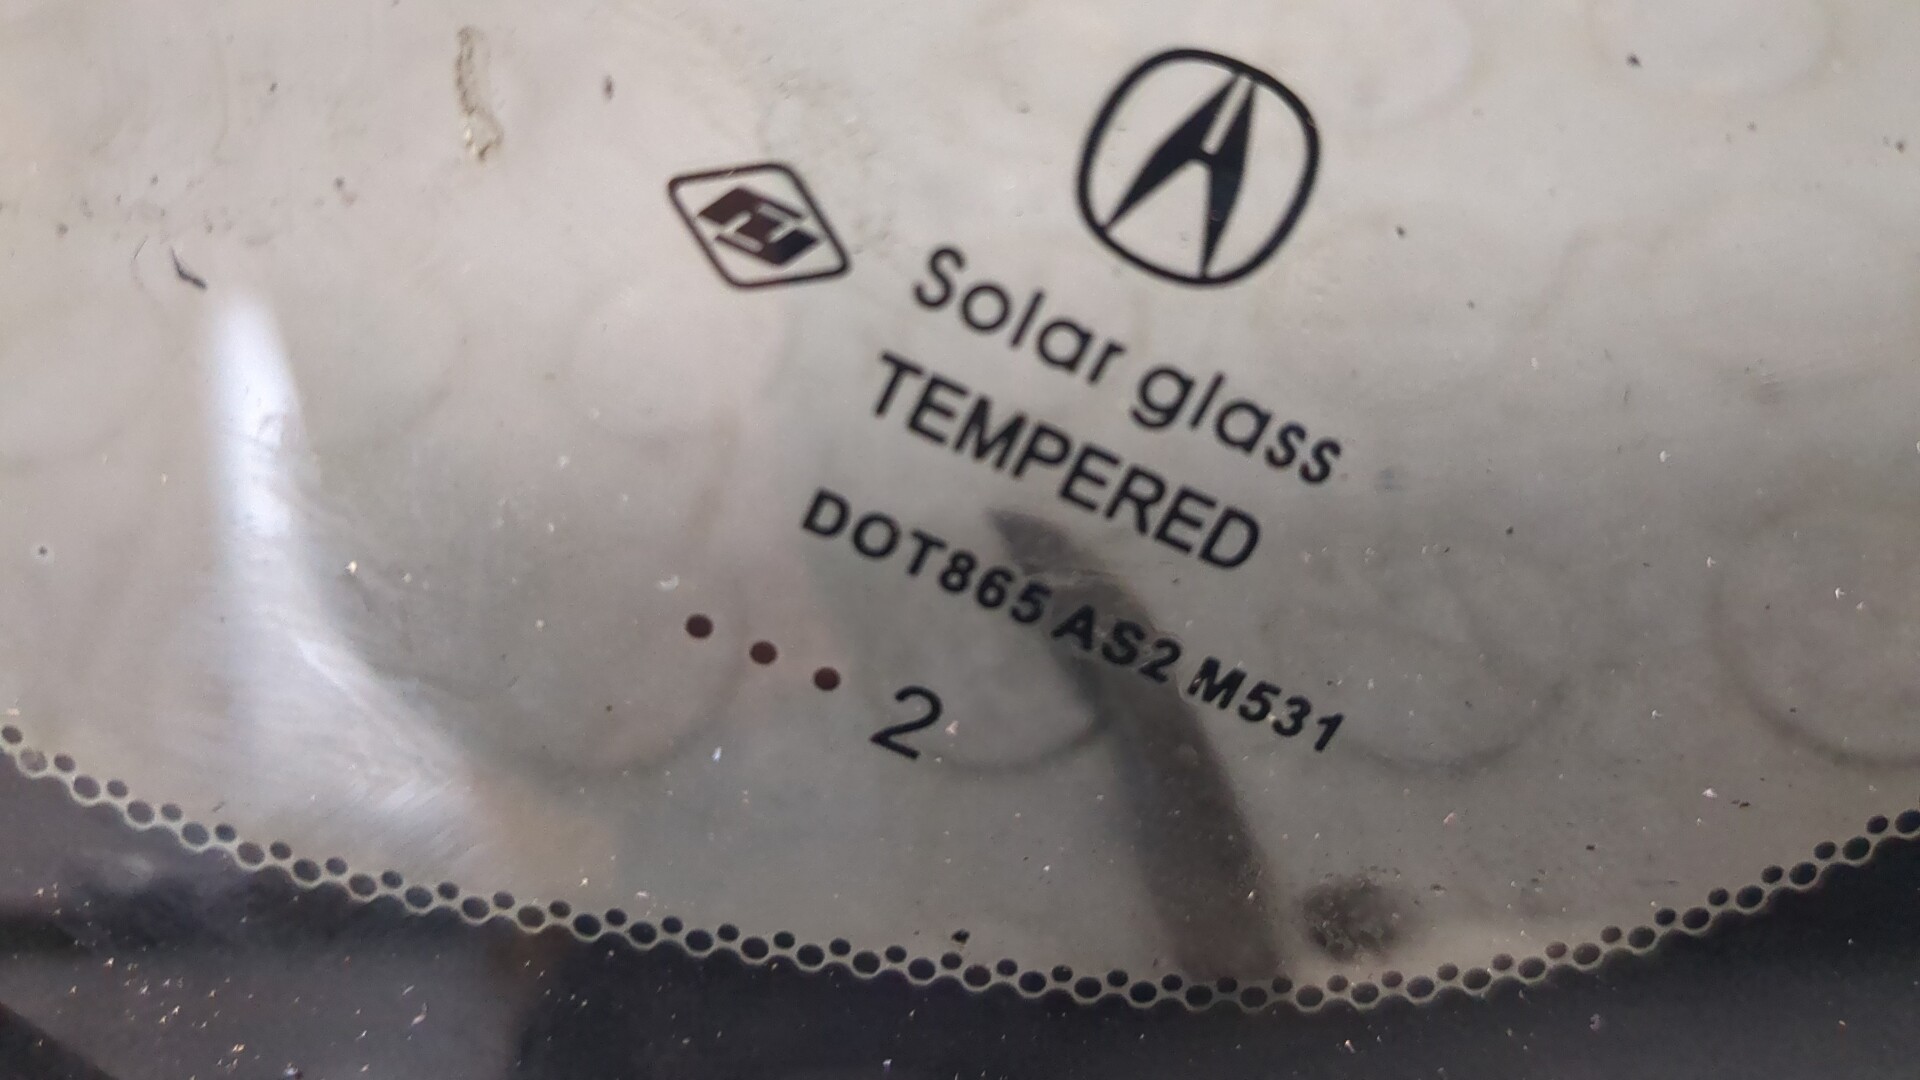 Solar glass
TEMPERED
DOT865 AS2 M531
••• 2